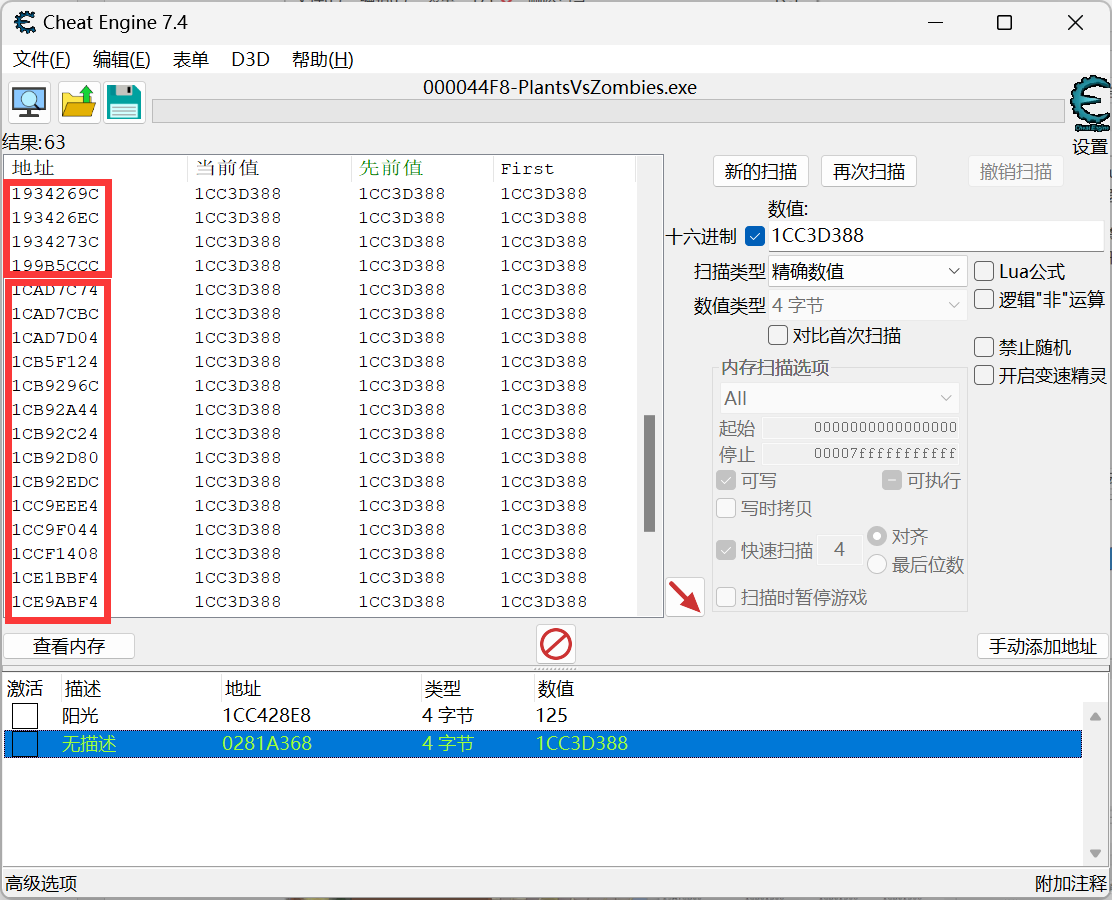 Cheat Engine 7.4
文件(F) 编辑(E) 表单 D3D 帮助(H)
000044F8-PlantsVsZombies.exe
Cheat Engine
设置
结果:63
地址 当前值 先前值 First
1934269C 1CC3D388 1CC3D388 1CC3D388
193426EC 1CC3D388 1CC3D388 1CC3D388
1934273C 1CC3D388 1CC3D388 1CC3D388
199B5CCC 1CC3D388 1CC3D388 1CC3D388
1CAD7C74 1CC3D388 1CC3D388 1CC3D388
1CAD7CBC 1CC3D388 1CC3D388 1CC3D388
1CAD7D04 1CC3D388 1CC3D388 1CC3D388
1CB5F124 1CC3D388 1CC3D388 1CC3D388
1CB9296C 1CC3D388 1CC3D388 1CC3D388
1CB92A44 1CC3D388 1CC3D388 1CC3D388
1CB92C24 1CC3D388 1CC3D388 1CC3D388
1CB92D80 1CC3D388 1CC3D388 1CC3D388
1CB92EDC 1CC3D388 1CC3D388 1CC3D388
1CC9EEE4 1CC3D388 1CC3D388 1CC3D388
1CC9F044 1CC3D388 1CC3D388 1CC3D388
1CCF1408 1CC3D388 1CC3D388 1CC3D388
1CE1BBF4 1CC3D388 1CC3D388 1CC3D388
1CE9ABF4 1CC3D388 1CC3D388 1CC3D388
新的扫描 再次扫描 撤销扫描
数值:
十六进制 1CC3D388
扫描类型 精确数值
数值类型 4 字节
对比首次扫描
Lua公式
逻辑"非"运算
禁止随机
开启变速精灵
内存扫描选项
All
起始 0000000000000000
停止 00007fffffffffff
可写 可执行
写时拷贝
快速扫描 4 对齐
最后位数
扫描时暂停游戏
查看内存 手动添加地址
激活 描述 地址 类型 数值
阳光 1CC428E8 4 字节 125
无描述 0281A368 4 字节 1CC3D388
高级选项 附加注释